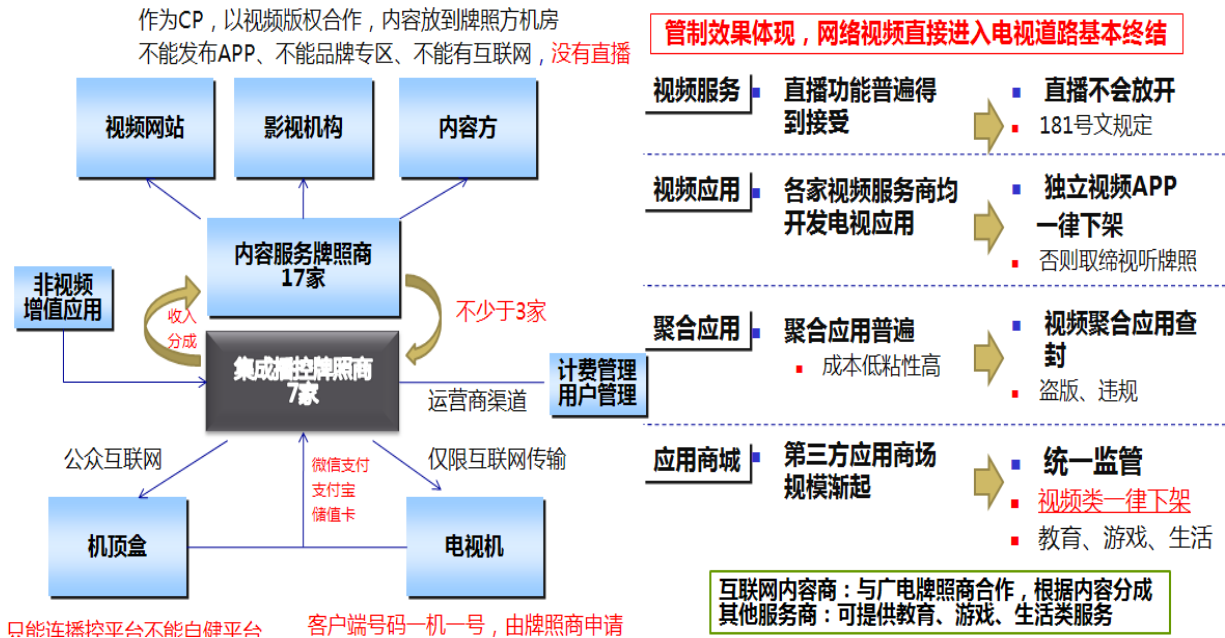 作为CP，以视频版权合作，内容放到牌照方机房
不能发布APP、不能品牌专区、不能有互联网，没有直播
视频网站
影视机构
内容方
内容服务牌照商
17家
非视频
增值应用
收入
分成
不少于3家
集成播控牌照商
7家
计费管理
用户管理
运营商渠道
公众互联网
微信支付
支付宝
储值卡
仅限互联网传输
机顶盒
电视机
只能连播控平台不能自健平台
客户端号码一机一号，由牌照商申请
管制效果体现，网络视频直接进入电视道路基本终结
视频服务
直播功能普遍得
到接受
直播不会放开
181号文规定
视频应用
各家视频服务商均
开发电视应用
独立视频APP
一律下架
否则取缔视听牌照
聚合应用
聚合应用普遍
成本低粘性高
视频聚合应用查
封
盗版、违规
应用商城
第三方应用商场
规模渐起
统一监管
视频类一律下架
教育、游戏、生活
互联网内容商：与广电牌照商合作，根据内容分成
其他服务商：可提供教育、游戏、生活类服务